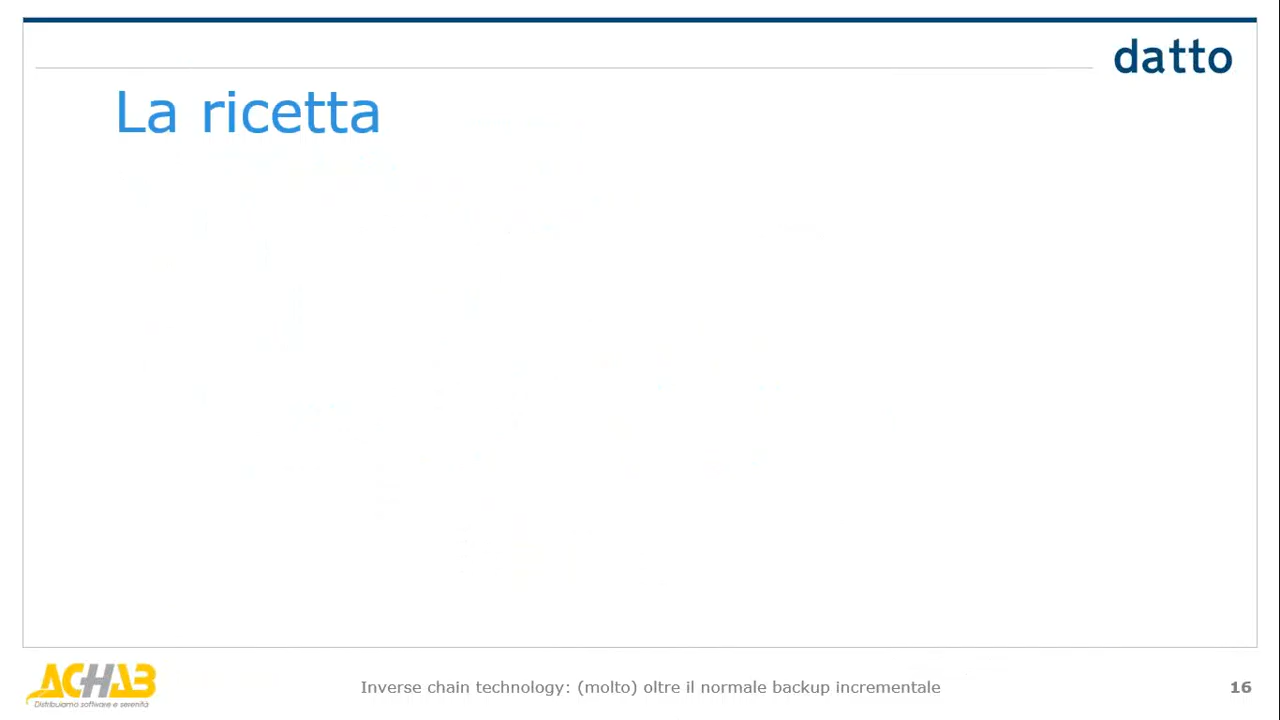 datto
La ricetta
ACHAB
Distribuiamo software e serenità
Inverse chain technology: (molto) oltre il normale backup incrementale
16